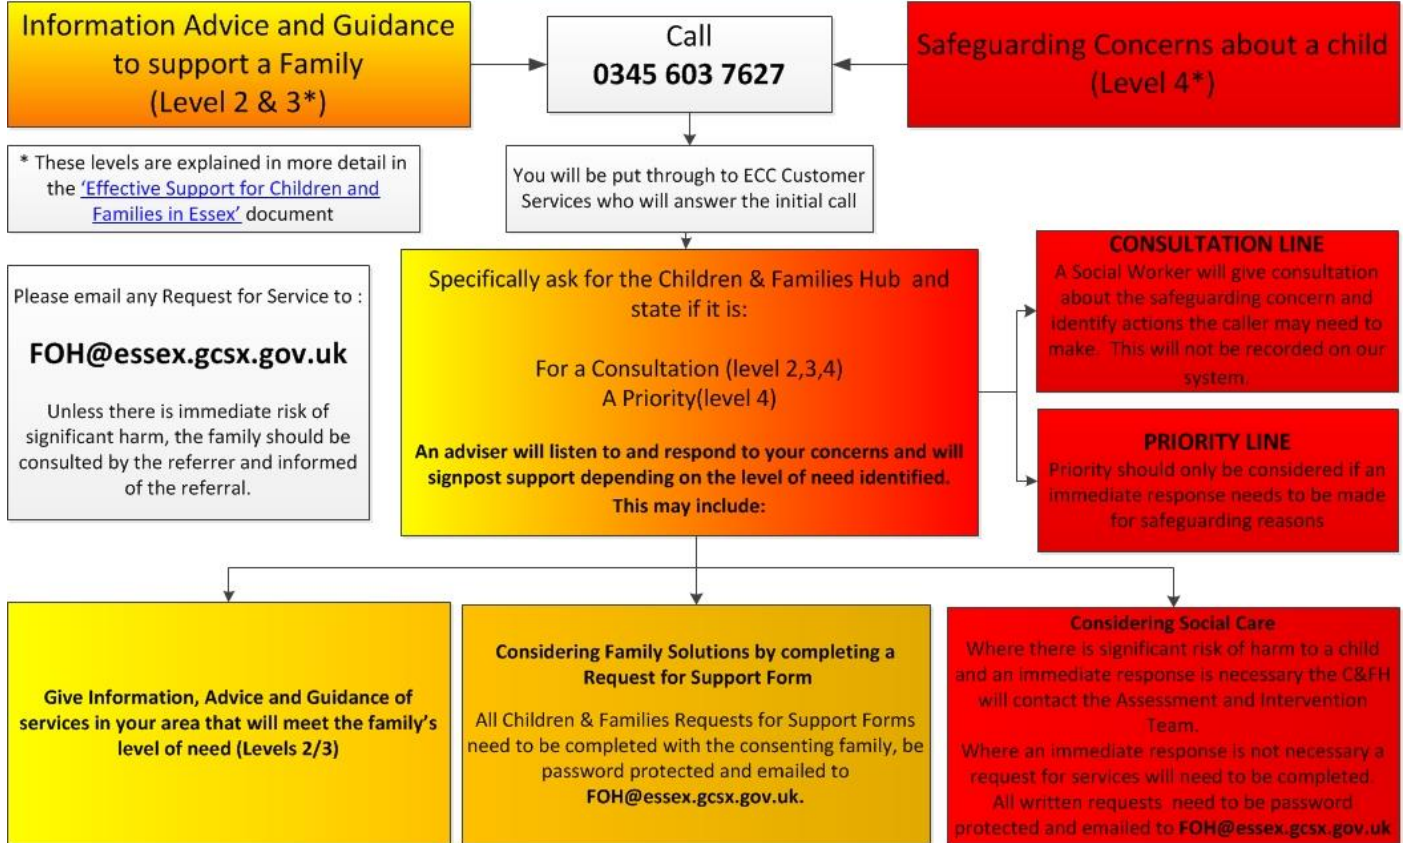 Information Advice and Guidance
to support a Family
(Level 2 & 3*)
Call
0345 603 7627
Safeguarding Concerns about a child
(Level 4*)
* These levels are explained in more detail in
the 'Effective Support for Children and
Families in Essex' document
You will be put through to ECC Customer
Services who will answer the initial call
Please email any Request for Service to :
FOH@essex.gcsx.gov.uk
Unless there is immediate risk of
significant harm, the family should be
consulted by the referrer and informed
of the referral.
Specifically ask for the Children & Families Hub and
state if it is:
For a Consultation (level 2,3,4)
A Priority(level 4)
An adviser will listen to and respond to your concerns and will
signpost support depending on the level of need identified.
This may include:
CONSULTATION LINE
A Social Worker will give consultation
about the safeguarding concern and
identify actions the caller may need to
make. This will not be recorded on our
system.
PRIORITY LINE
Priority should only be considered if an
immediate response needs to be made
for safeguarding reasons
Give Information, Advice and Guidance of
services in your area that will meet the family's
level of need (Levels 2/3)
Considering Family Solutions by completing a
Request for Support Form
All Children & Families Requests for Support Forms
need to be completed with the consenting family, be
password protected and emailed to
FOH@essex.gcsx.gov.uk.
Considering Social Care
Where there is significant risk of harm to a child
and an immediate response is necessary the C&FH
will contact the Assessment and Intervention
Team.
Where an immediate response is not necessary a
request for services will need to be completed.
All written requests need to be password
protected and emailed to FOH@essex.gcsx.gov.uk